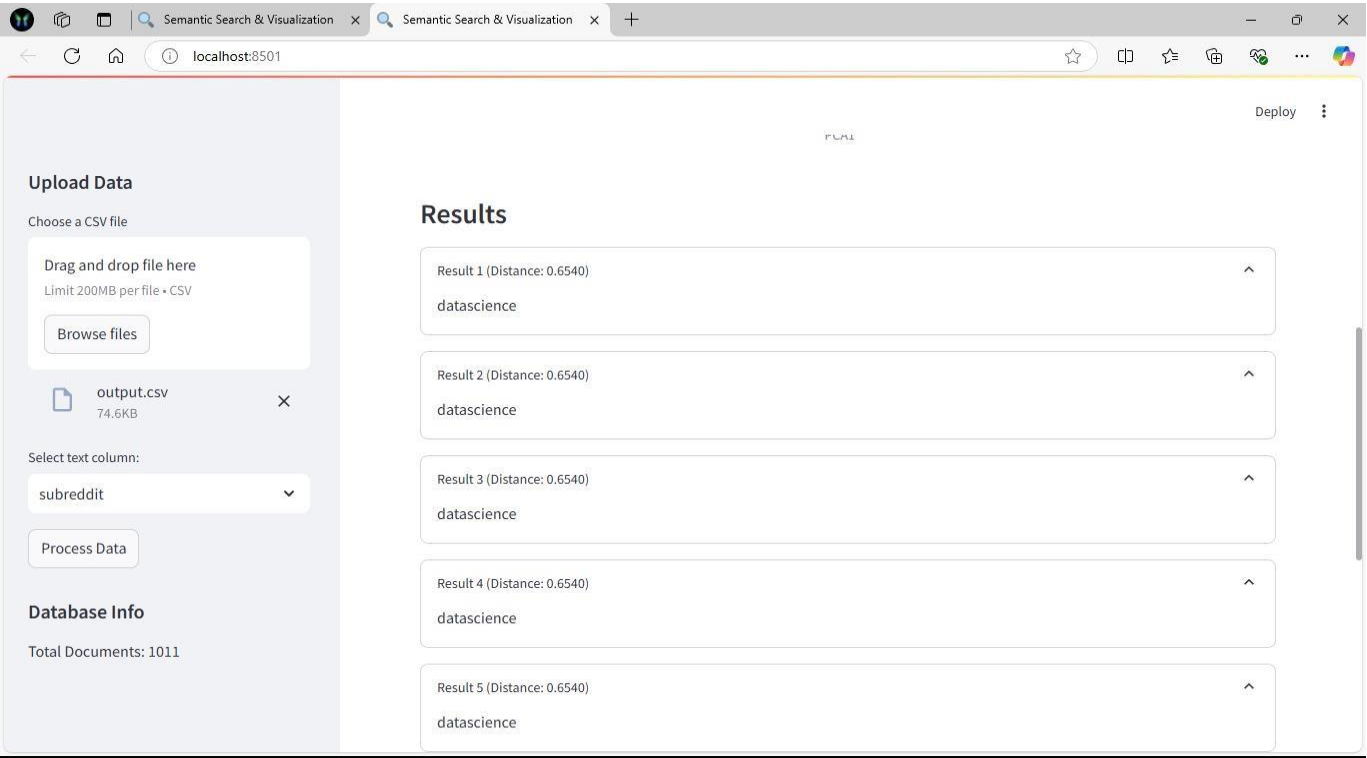 Semantic Search & Visualization
Semantic Search & Visualization
localhost:8501
Deploy
PCA1
Upload Data
Choose a CSV file
Drag and drop file here
Limit 200MB per file • CSV
Browse files
output.csv
74.6KB
Select text column:
subreddit
Process Data
Database Info
Total Documents: 1011
Results
Result 1 (Distance: 0.6540)
datascience
Result 2 (Distance: 0.6540)
datascience
Result 3 (Distance: 0.6540)
datascience
Result 4 (Distance: 0.6540)
datascience
Result 5 (Distance: 0.6540)
datascience